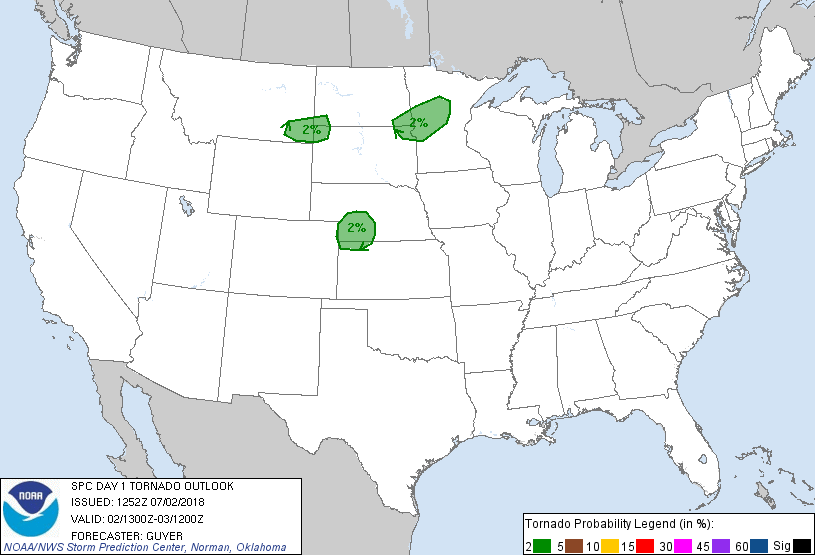 2%
2%
2%
NOAA
SPC DAY 1 TORNADO OUTLOOK
ISSUED: 1252Z 07/02/2018
VALID: 02/1300Z-03/1200Z
FORECASTER: GUYER
NOAA/NWS Storm Prediction Center, Norman, Oklahoma
Tornado Probability Legend (in %):
2 5 10 15 30 45 60 Sig